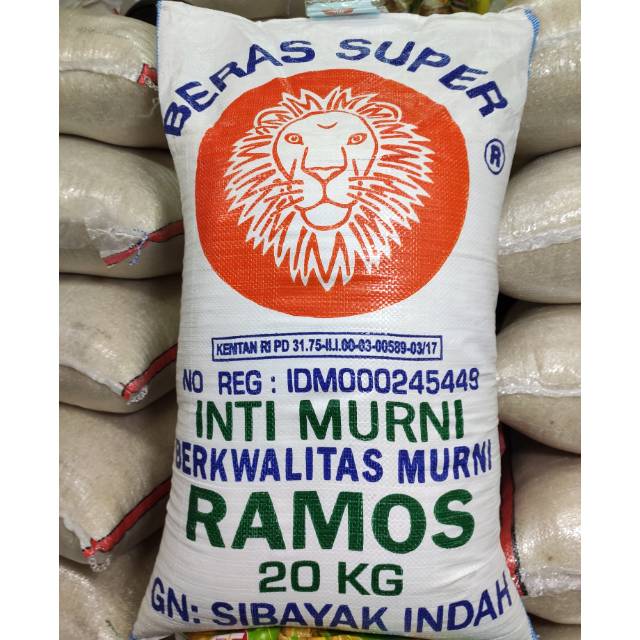 BERAS SUPER
®
KEMTAN RI PD 31.75-II.I.00-03-00589-03/17
NO REG : IDM000245449
INTI MURNI
BERKWALITAS MURNI
RAMOS
20 KG
GN: SIBAYAK INDAH